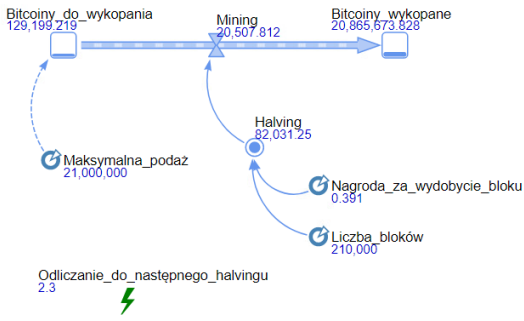 Bitcoiny_do_wykopania
129,199.219
Mining
20,507.812
Bitcoiny_wykopane
20,865,673.828
Halving
82,031.25
Maksymalna_podaż
21,000,000
Nagroda_za_wydobycie_bloku
0.391
Liczba_bloków
210,000
Odliczanie_do_następnego_halvingu
2.3